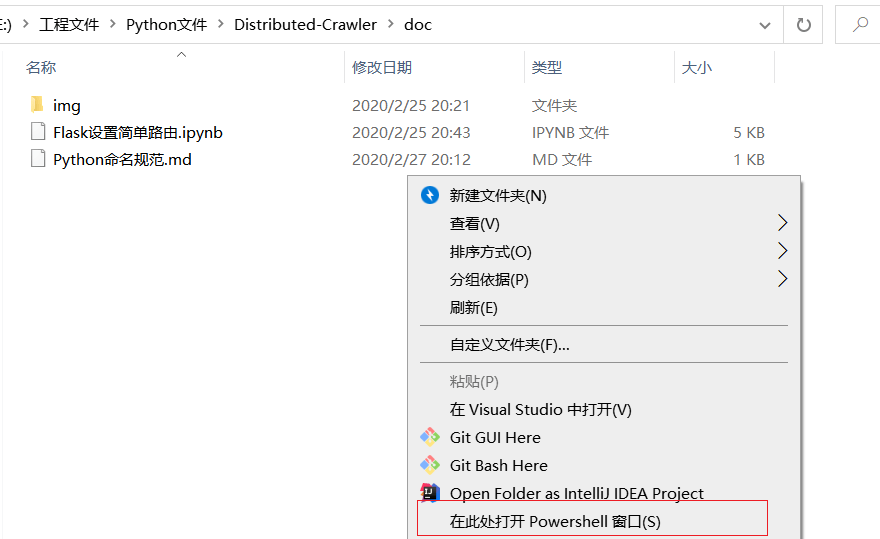 :) 工程文件 Python文件 Distributed-Crawler doc
名称 修改日期 类型 大小
img 2020/2/25 20:21 文件夹
Flask设置简单路由.ipynb 2020/2/25 20:43 IPYNB 文件 5 KB
Python命名规范.md 2020/2/27 20:12 MD 文件 1 KB
新建文件夹(N)
查看(V)
排序方式(O)
分组依据(P)
刷新(E)
自定义文件夹(F)...
粘贴(P)
在 Visual Studio 中打开(V)
Git GUI Here
Git Bash Here
Open Folder as IntelliJ IDEA Project
在此处打开 Powershell 窗口(S)